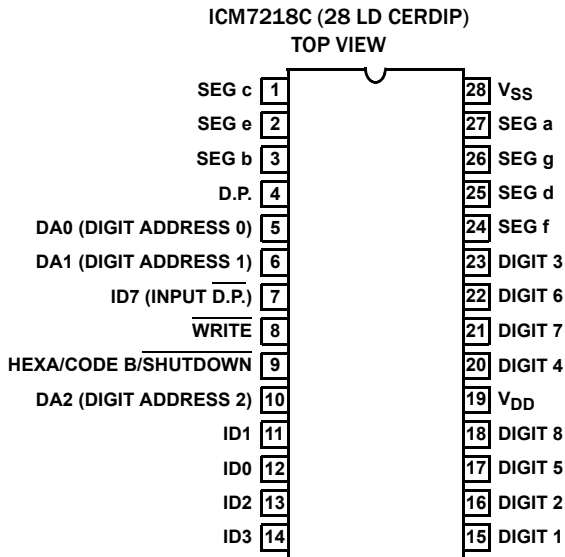 ICM7218C (28 LD CERDIP)
TOP VIEW
SEG c 1 28 VSS
SEG e 2 27 SEG a
SEG b 3 26 SEG g
D.P. 4 25 SEG d
DA0 (DIGIT ADDRESS 0) 5 24 SEG f
DA1 (DIGIT ADDRESS 1) 6 23 DIGIT 3
ID7 (INPUT D.P.) 7 22 DIGIT 6
WRITE 8 21 DIGIT 7
HEXA/CODE B/SHUTDOWN 9 20 DIGIT 4
DA2 (DIGIT ADDRESS 2) 10 19 VDD
ID1 11 18 DIGIT 8
ID0 12 17 DIGIT 5
ID2 13 16 DIGIT 2
ID3 14 15 DIGIT 1